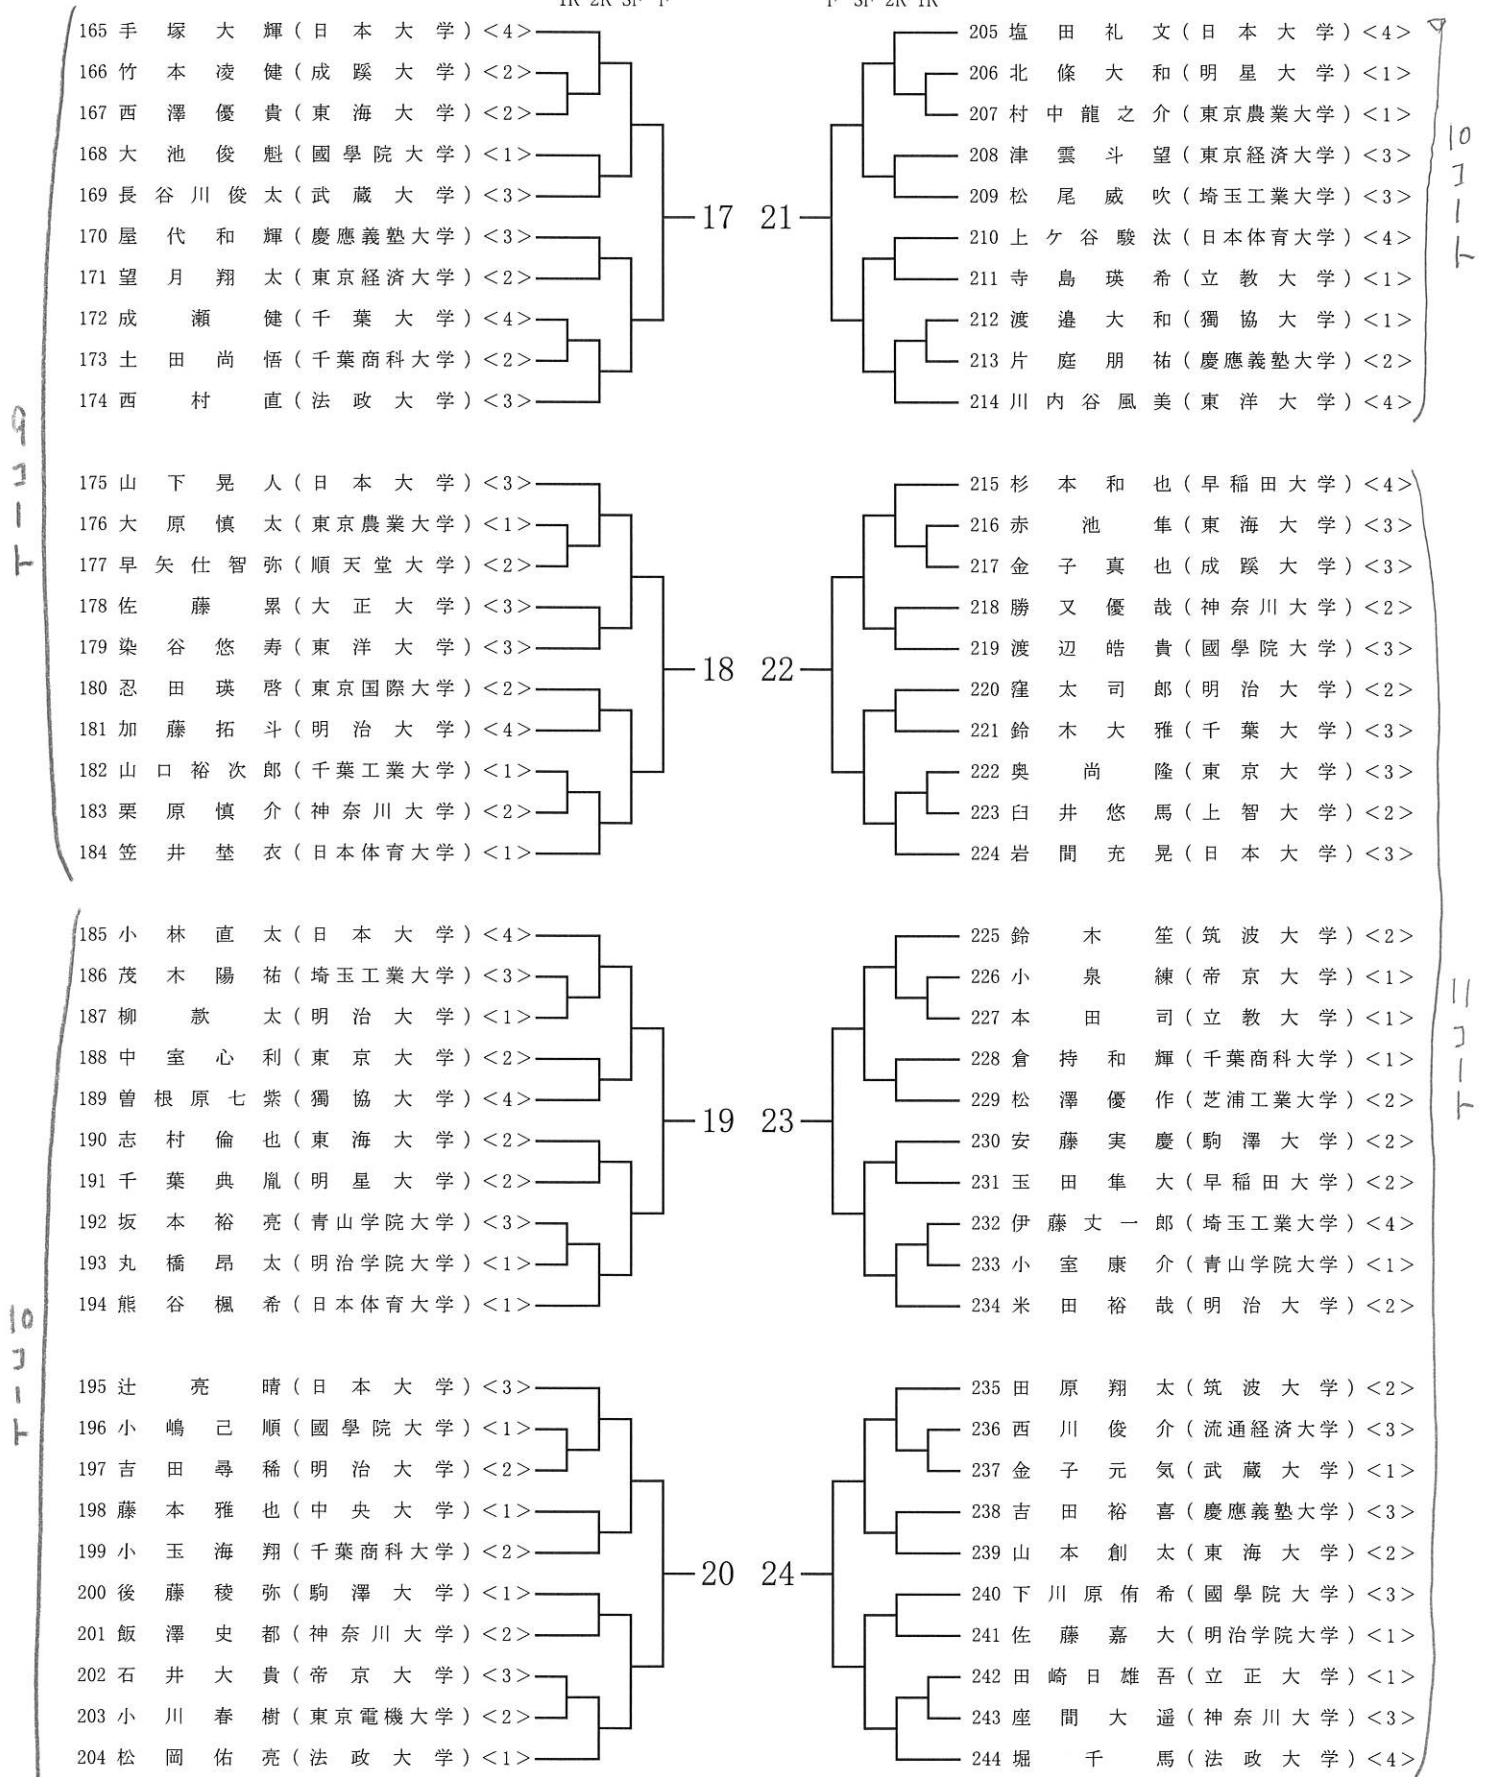 165 手塚大輝(日本大学)<4>
166 竹本凌健(成蹊大学)<2>
167 西澤優貴(東海大学)<2>
168 大池俊魁(國學院大学)<1>
169 長谷川俊太(武蔵大学)<3>
170 屋代和輝(慶應義塾大学)<3>
171 望月翔太(東京経済大学)<2>
172 成瀬健(千葉大学)<4>
173 土田尚悟(千葉商科大学)<2>
174 西村直(法政大学)<3>
17
175 山下晃人(日本大学)<3>
176 大原慎太(東京農業大学)<1>
177 早矢仕智弥(順天堂大学)<2>
178 佐藤累(大正大学)<3>
179 染谷悠寿(東洋大学)<3>
180 忍田瑛啓(東京国際大学)<2>
181 加藤拓斗(明治大学)<4>
182 山口裕次郎(千葉工業大学)<1>
183 栗原慎介(神奈川大学)<2>
184 笠井埜衣(日本体育大学)<1>
18
9コート
185 小林直太(日本大学)<4>
186 茂木陽祐(埼玉工業大学)<3>
187 柳歎太(明治大学)<1>
188 中室心利(東京大学)<2>
189 曽根原七紫(獨協大学)<4>
190 志村倫也(東海大学)<2>
191 千葉典胤(明星大学)<2>
192 坂本裕亮(青山学院大学)<3>
193 丸橋昂太(明治学院大学)<1>
194 熊谷楓希(日本体育大学)<1>
19
195 辻亮晴(日本大学)<3>
196 小嶋己順(國學院大学)<1>
197 吉田尋稀(明治大学)<2>
198 藤本雅也(中央大学)<1>
199 小玉海翔(千葉商科大学)<2>
200 後藤稜弥(駒澤大学)<1>
201 飯澤史都(神奈川大学)<2>
202 石井大貴(帝京大学)<3>
203 小川春樹(東京電機大学)<2>
204 松岡佑亮(法政大学)<1>
20
10コート
205 塩田礼文(日本大学)<4>
206 北條大和(明星大学)<1>
207 村中龍之介(東京農業大学)<1>
208 津雲斗望(東京経済大学)<3>
209 松尾威吹(埼玉工業大学)<3>
210 上ケ谷駿汰(日本体育大学)<4>
211 寺島瑛希(立教大学)<1>
212 渡邉大和(獨協大学)<1>
213 片庭朋祐(慶應義塾大学)<2>
214 川内谷風美(東洋大学)<4>
21
10コート
215 杉本和也(早稲田大学)<4>
216 赤池隼(東海大学)<3>
217 金子真也(成蹊大学)<3>
218 勝又優哉(神奈川大学)<2>
219 渡辺皓貴(國學院大学)<3>
220 窪太司郎(明治大学)<2>
221 鈴木大雅(千葉大学)<3>
222 奥尚隆(東京大学)<3>
223 臼井悠馬(上智大学)<2>
224 岩間充晃(日本大学)<3>
22
225 鈴木笙(筑波大学)<2>
226 小泉練(帝京大学)<1>
227 本田司(立教大学)<1>
228 倉持和輝(千葉商科大学)<1>
229 松澤優作(芝浦工業大学)<2>
230 安藤実慶(駒澤大学)<2>
231 玉田隼大(早稲田大学)<2>
232 伊藤丈一郎(埼玉工業大学)<4>
233 小室康介(青山学院大学)<1>
234 米田裕哉(明治大学)<2>
23
11コート
235 田原翔太(筑波大学)<2>
236 西川俊介(流通経済大学)<3>
237 金子元気(武蔵大学)<1>
238 吉田裕喜(慶應義塾大学)<3>
239 山本創太(東海大学)<2>
240 下川原侑希(國學院大学)<3>
241 佐藤嘉大(明治学院大学)<1>
242 田崎日雄吾(立正大学)<1>
243 座間大遥(神奈川大学)<3>
244 堀千馬(法政大学)<4>
24